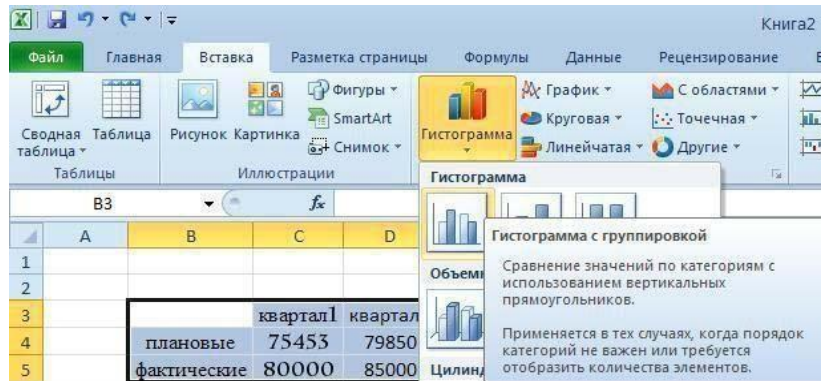 Книга2
Файл Главная Вставка Разметка страницы Формулы Данные Рецензирование
Сводная таблица Таблица Рисунок Картинка Фигуры SmartArt Снимок Гистограмма График Круговая Линейчатая С областями Точечная Другие
Таблицы Иллюстрации Гистограмма
B3 fx
A B C D
1
2
3 квартал1
4 плановые 75453 79850
5 фактические 80000 85000
Гистограмма с группировкой
Сравнение значений по категориям с
использованием вертикальных
прямоугольников.
Применяется в тех случаях, когда порядок
категорий не важен или требуется
отобразить количества элементов.